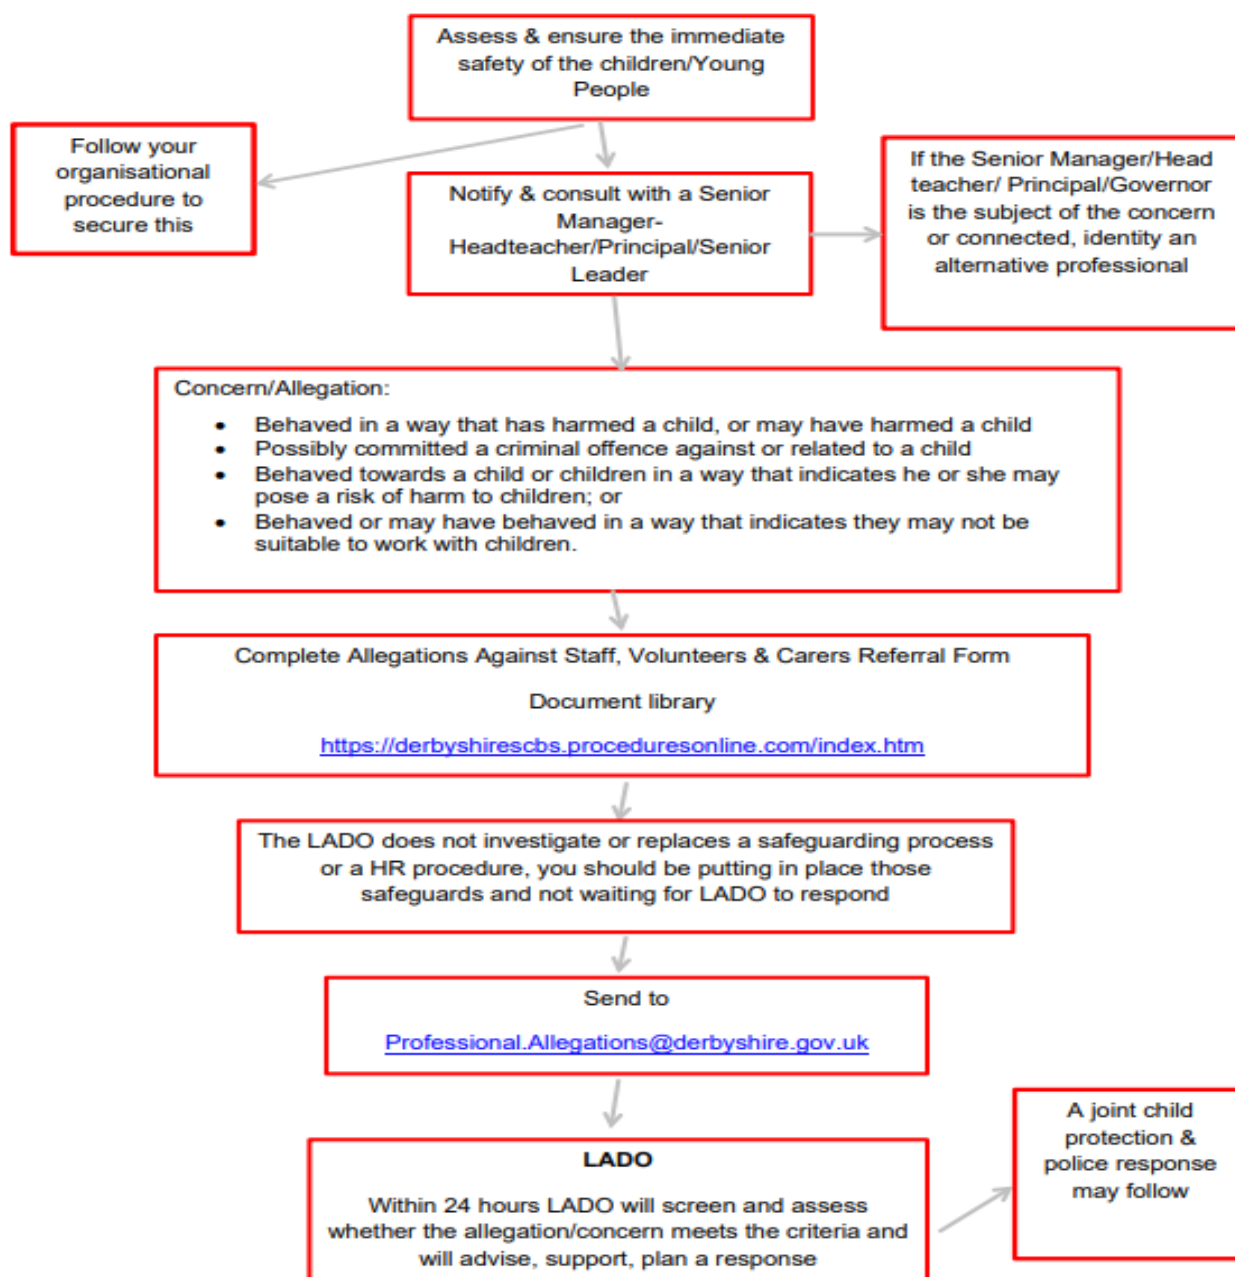 Assess & ensure the immediate
safety of the children/Young
People
Follow your
organisational
procedure to
secure this
Notify & consult with a Senior
Manager-
Headteacher/Principal/Senior
Leader
If the Senior Manager/Head
teacher/ Principal/Governor
is the subject of the concern
or connected, identity an
alternative professional
Concern/Allegation:
• Behaved in a way that has harmed a child, or may have harmed a child
• Possibly committed a criminal offence against or related to a child
• Behaved towards a child or children in a way that indicates he or she may
pose a risk of harm to children; or
• Behaved or may have behaved in a way that indicates they may not be
suitable to work with children.
Complete Allegations Against Staff, Volunteers & Carers Referral Form
Document library
https://derbyshirescbs.proceduresonline.com/index.htm
The LADO does not investigate or replaces a safeguarding process
or a HR procedure, you should be putting in place those
safeguards and not waiting for LADO to respond
Send to
Professional.Allegations@derbyshire.gov.uk
LADO
Within 24 hours LADO will screen and assess
whether the allegation/concern meets the criteria and
will advise, support, plan a response
A joint child
protection &
police response
may follow